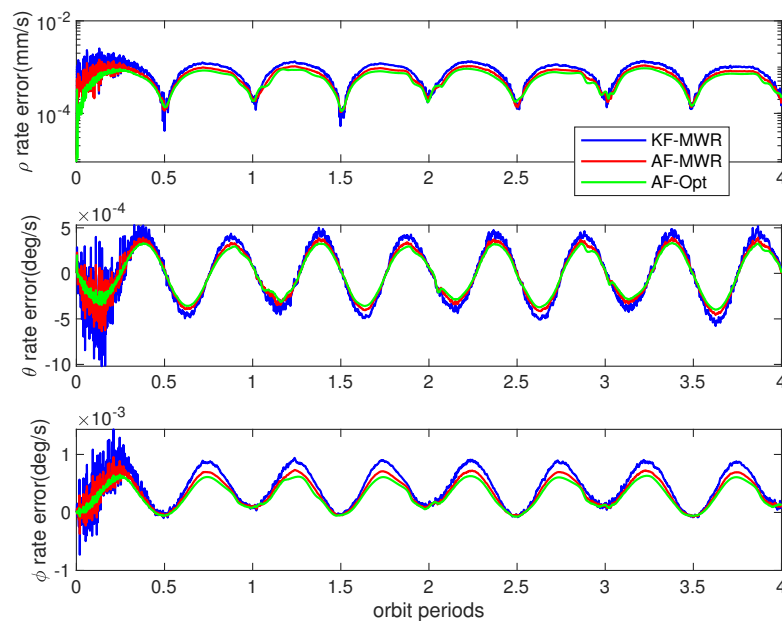 10^-2
10^-4
ρ rate error(mm/s)
0 0.5 1 1.5 2 2.5 3 3.5 4
KF-MWR
AF-MWR
AF-Opt
×10^-4
5
0
-5
-10
θ rate error(deg/s)
0 0.5 1 1.5 2 2.5 3 3.5 4
×10^-3
1
0
-1
ϕ rate error(deg/s)
0 0.5 1 1.5 2 2.5 3 3.5 4
orbit periods